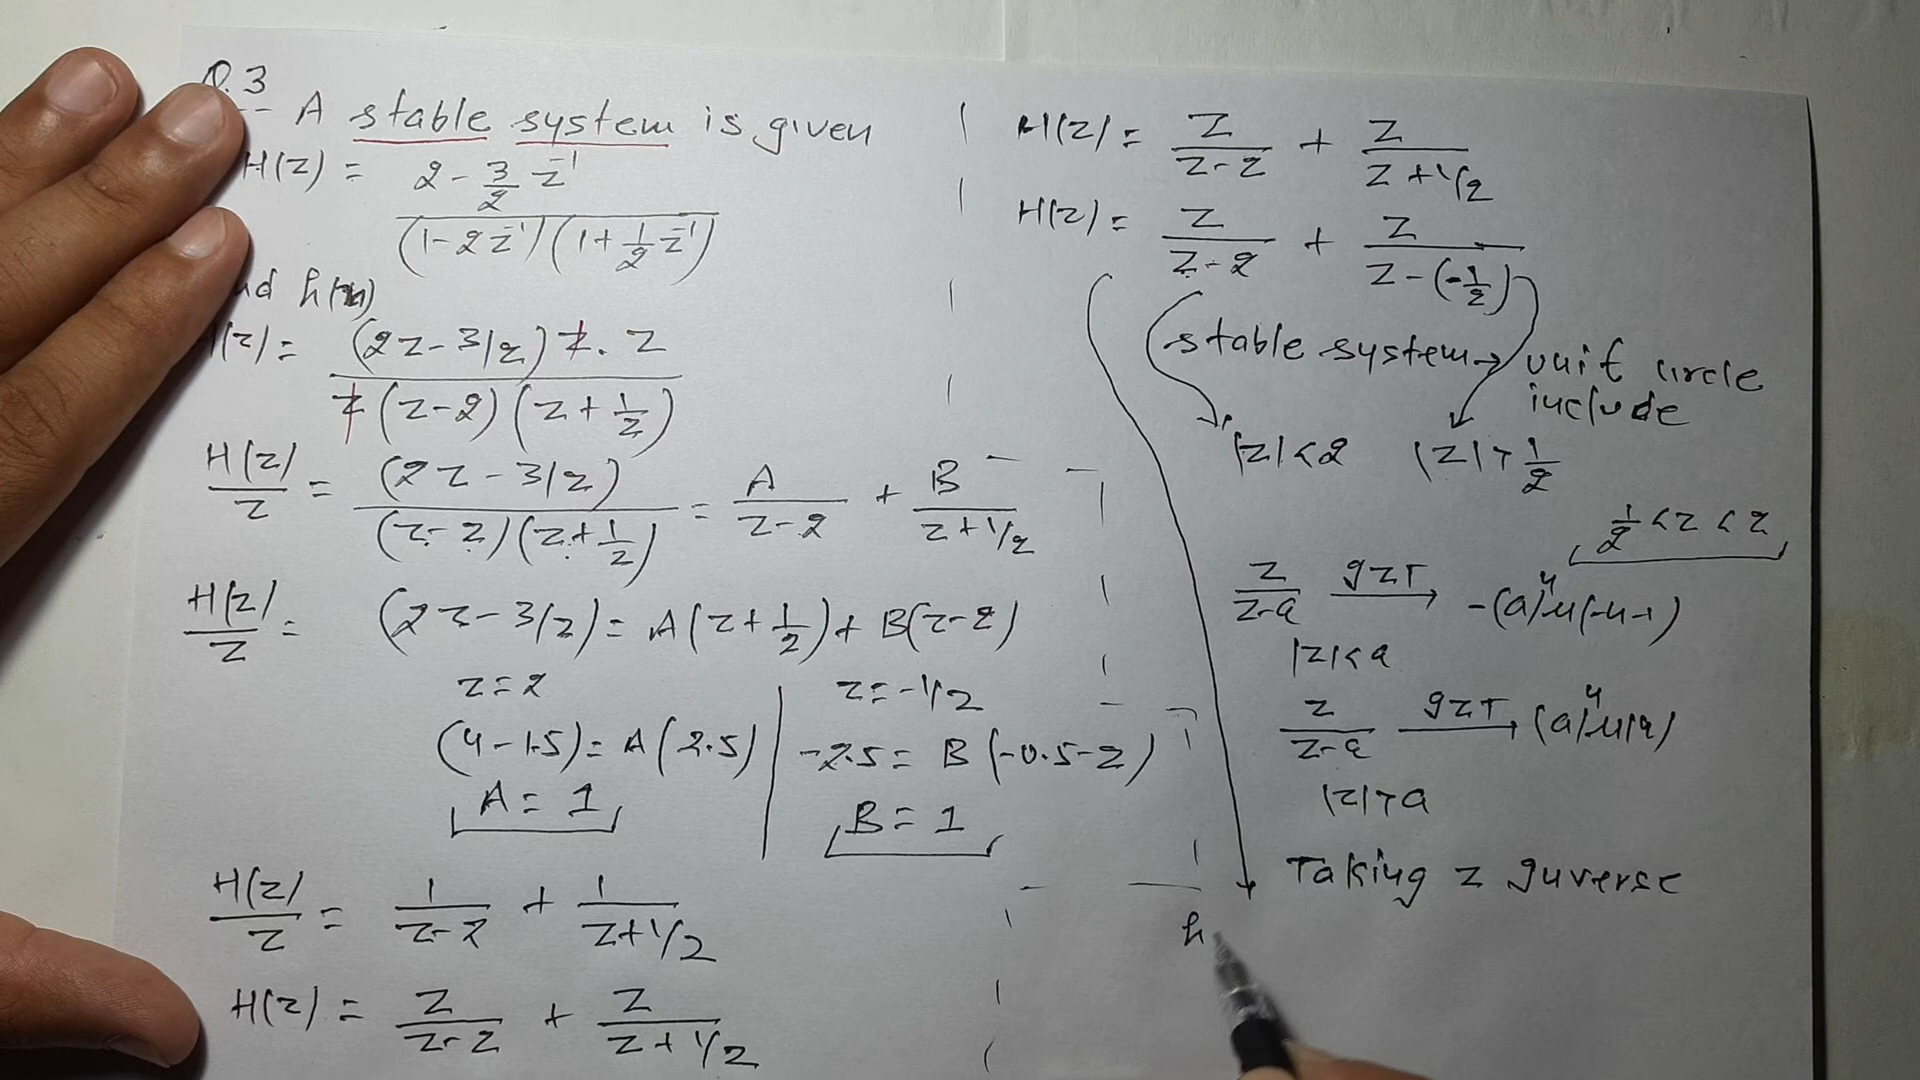 Q.3
A stable system is given
H(z) = (2 - 3/2 z^-1) / ((1 - 2z^-1)(1 + 1/2 z^-1))
h(n)
(z) = ((2z - 3/2) z . z) / (z (z - 2)(z + 1/2))
H(z)/z = (2z - 3/2) / ((z - 2)(z + 1/2)) = A/(z - 2) + B/(z + 1/2)
H(z)/z = (2z - 3/2) = A(z + 1/2) + B(z - 2)
z = 2
(4 - 1.5) = A(2.5)
A = 1
z = -1/2
-2.5 = B(-0.5 - 2)
B = 1
H(z)/z = 1/(z - 2) + 1/(z + 1/2)
H(z) = z/(z - 2) + z/(z + 1/2)
H(z) = z/(z - 2) + z/(z + 1/2)
H(z) = z/(z - 2) + z/(z - (-1/2))
stable system → unit circle
include
|z| < 2 |z| > 1/2
1/2 < z < 2
z/(z - a) IZT → -(a)^n u(-n-1)
|z| < a
z/(z - a) IZT → (a)^n u(n)
|z| > a
Taking z Inverse
h